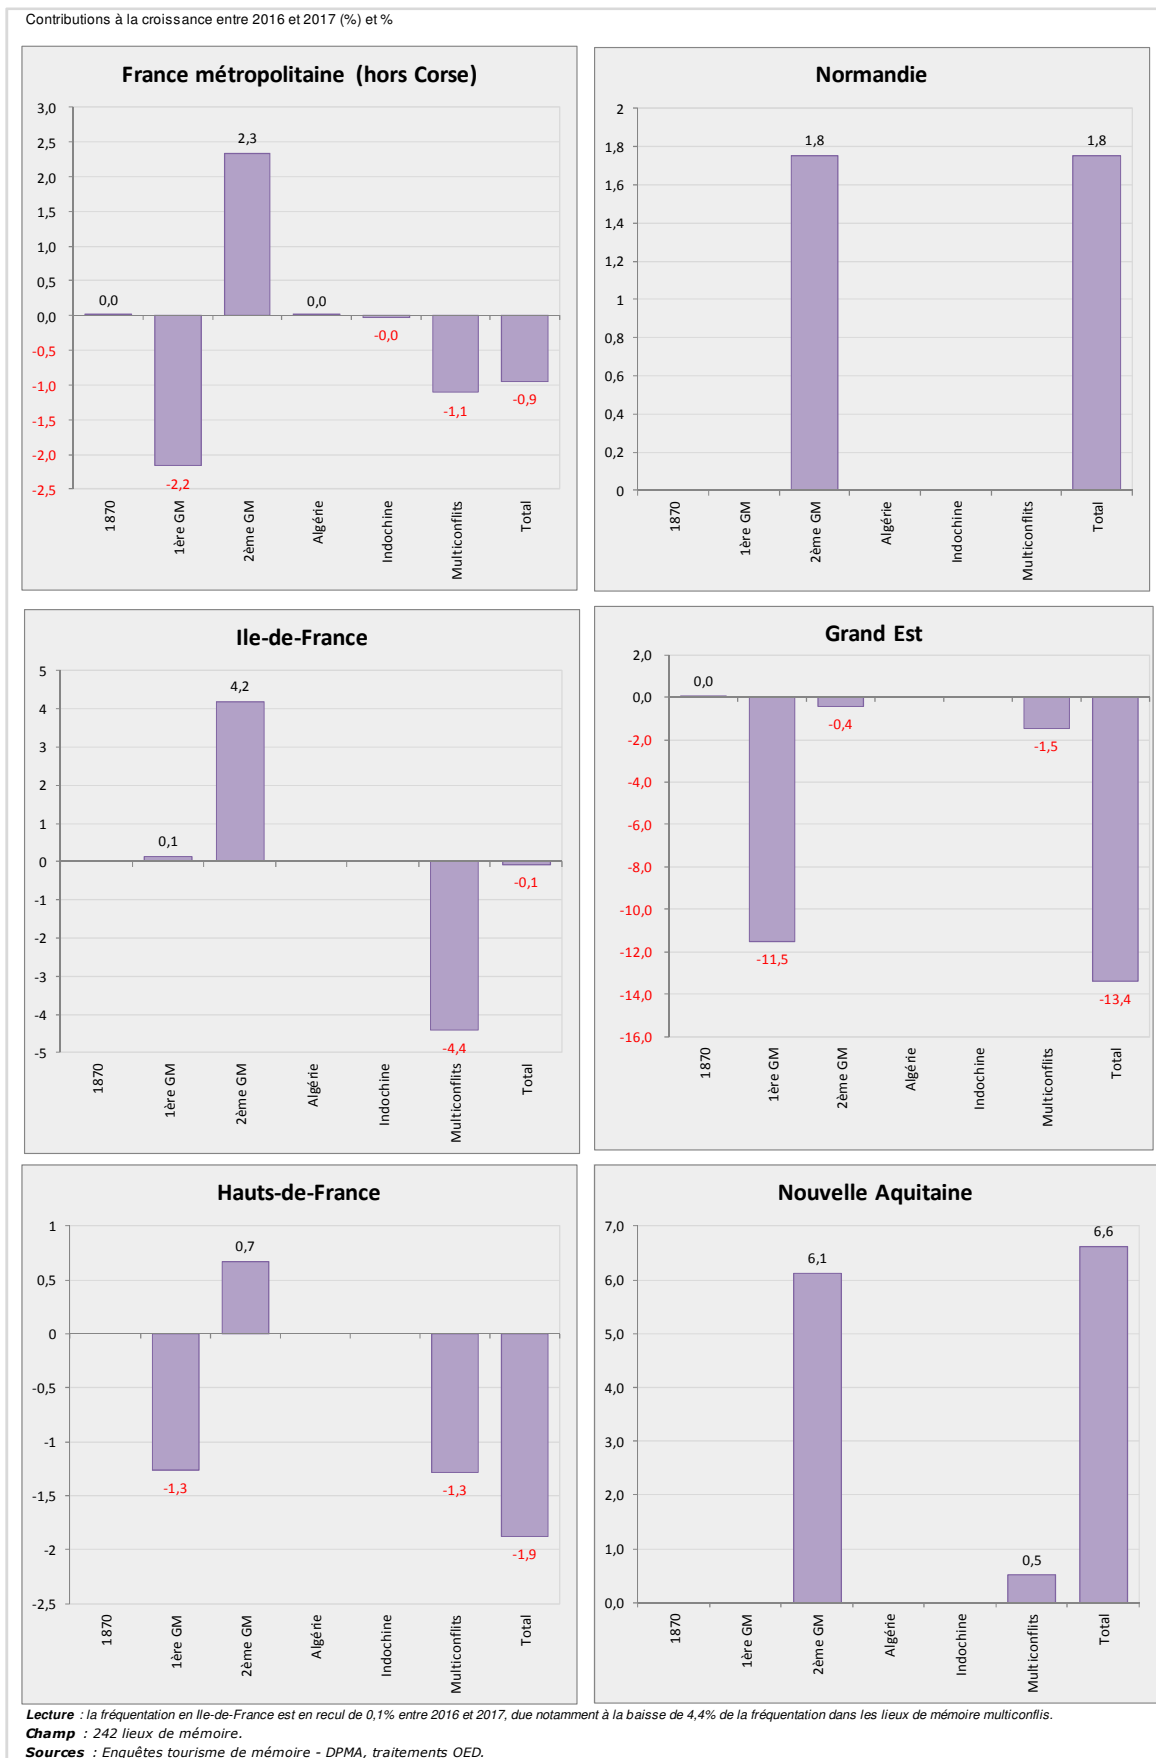 Contributions à la croissance entre 2016 et 2017 (%) et %
France métropolitaine (hors Corse)
3,0
2,5
2,0
1,5
1,0
0,5
0,0
-0,5
-1,0
-1,5
-2,0
-2,5
0,0
-2,2
2,3
0,0
-0,0
-1,1
-0,9
1870
1ère GM
2ème GM
Algérie
Indochine
Multiconflits
Total
Normandie
2
1,8
1,6
1,4
1,2
1
0,8
0,6
0,4
0,2
0
1,8
1,8
1870
1ère GM
2ème GM
Algérie
Indochine
Multiconflits
Total
Ile-de-France
5
4
3
2
1
0
-1
-2
-3
-4
-5
0,1
4,2
-4,4
-0,1
1870
1ère GM
2ème GM
Algérie
Indochine
Multiconflits
Total
Grand Est
2,0
0,0
-2,0
-4,0
-6,0
-8,0
-10,0
-12,0
-14,0
-16,0
0,0
-11,5
-0,4
-1,5
-13,4
1870
1ère GM
2ème GM
Algérie
Indochine
Multiconflits
Total
Hauts-de-France
1
0,5
0
-0,5
-1
-1,5
-2
-2,5
-1,3
0,7
-1,3
-1,9
1870
1ère GM
2ème GM
Algérie
Indochine
Multiconflits
Total
Nouvelle Aquitaine
7,0
6,0
5,0
4,0
3,0
2,0
1,0
0,0
6,1
0,5
6,6
1870
1ère GM
2ème GM
Algérie
Indochine
Multiconflits
Total
Lecture : la fréquentation en Ile-de-France est en recul de 0,1% entre 2016 et 2017, due notamment à la baisse de 4,4% de la fréquentation dans les lieux de mémoire multiconflis.
Champ : 242 lieux de mémoire.
Sources : Enquêtes tourisme de mémoire - DPMA, traitements OED.